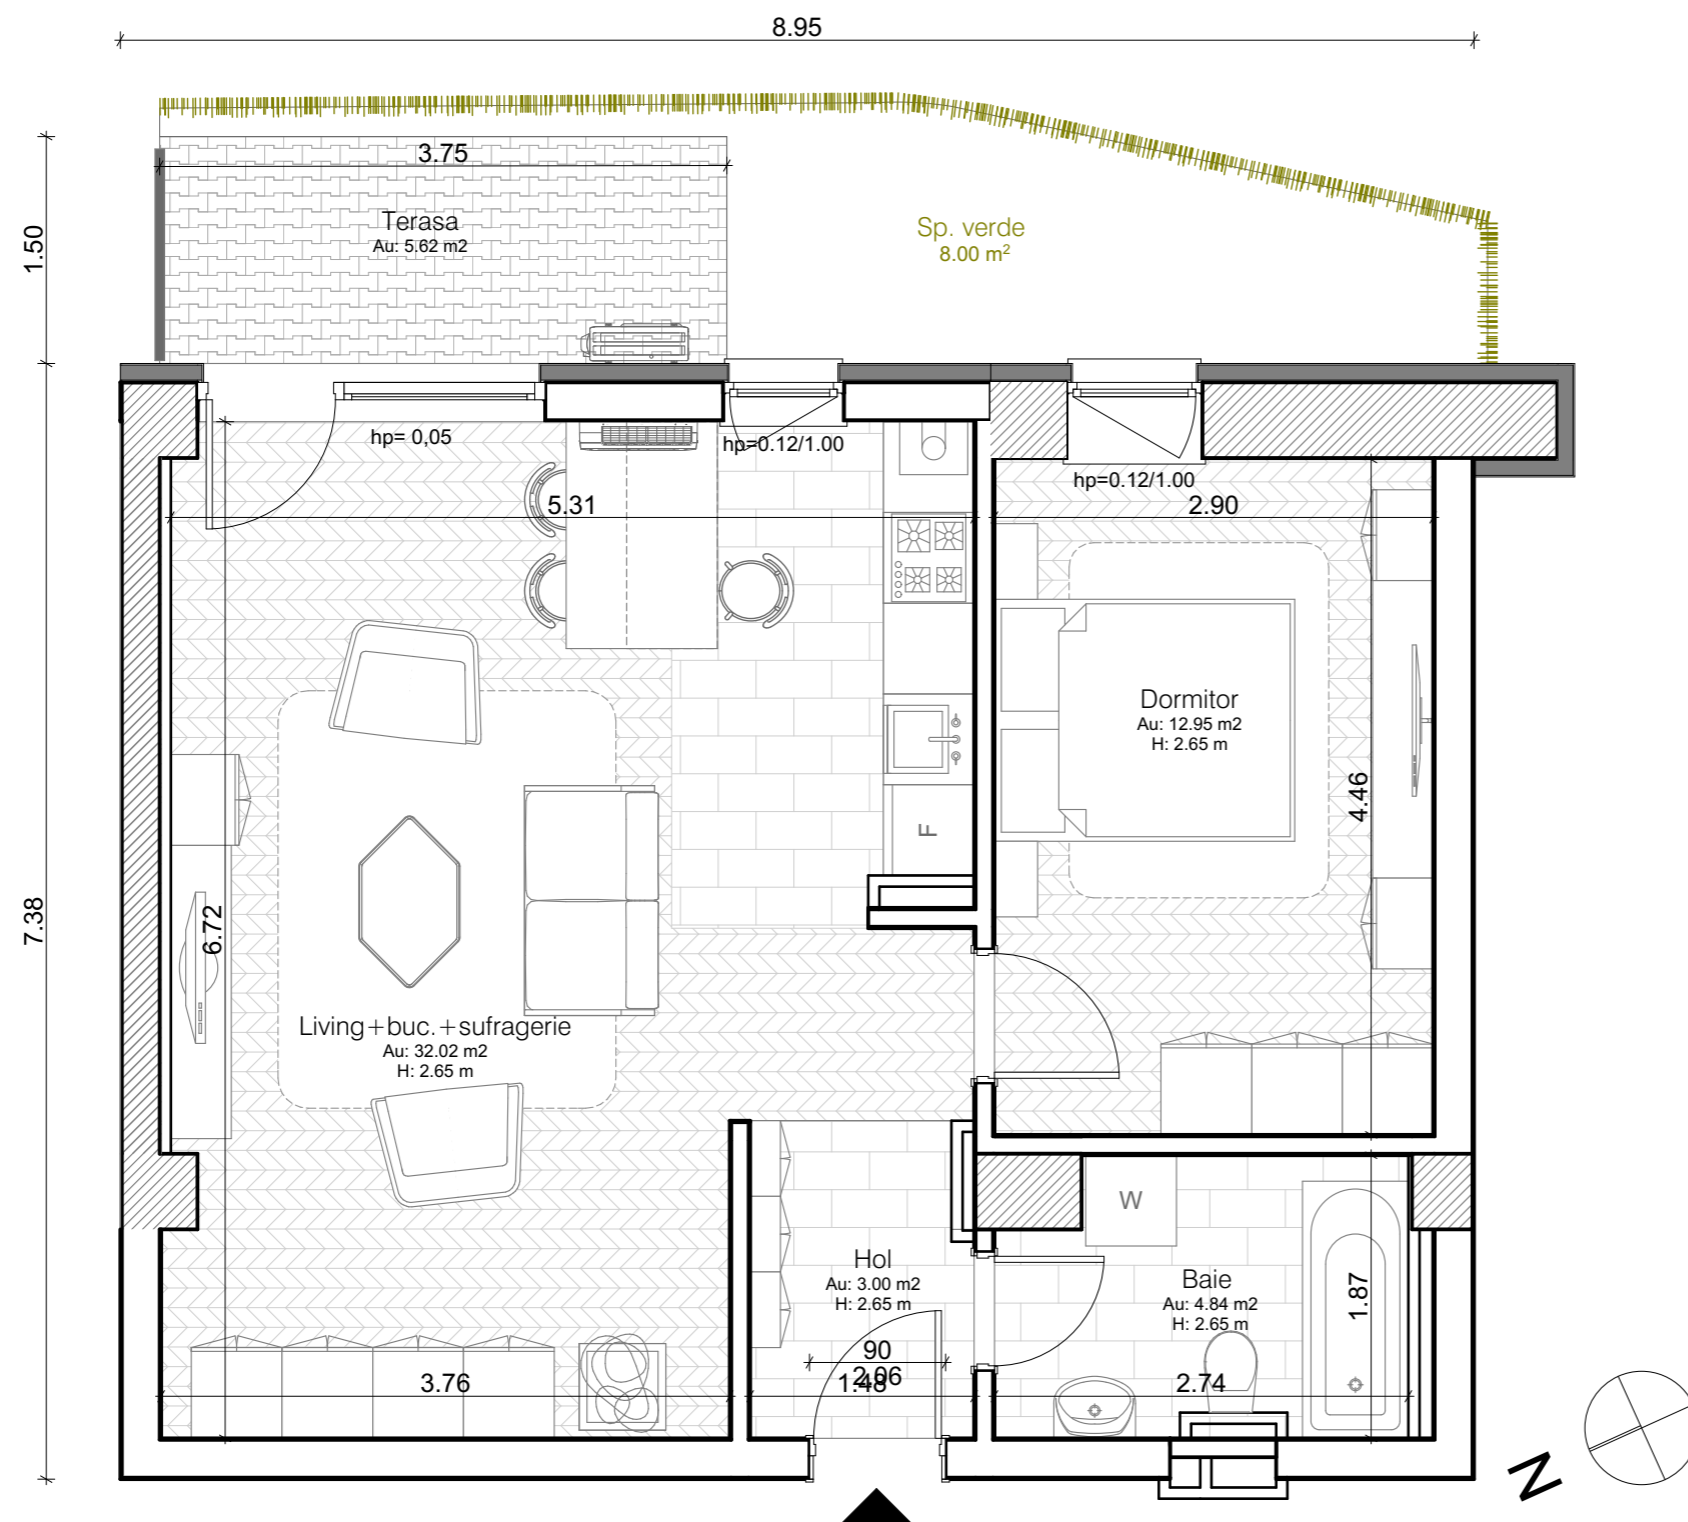 8.95
3.75
Terasa
Au: 5.62 m2
1.50
Sp. verde
8.00 m²
hp= 0,05
hp=0.12/1.00
hp=0.12/1.00
5.31
2.90
Dormitor
Au: 12.95 m2
H: 2.65 m
4.46
F
7.38
6.72
Living+buc.+sufragerie
Au: 32.02 m2
H: 2.65 m
W
Hol
Au: 3.00 m2
H: 2.65 m
Baie
Au: 4.84 m2
H: 2.65 m
1.87
90
2.06
3.76
1.48
2.74
N